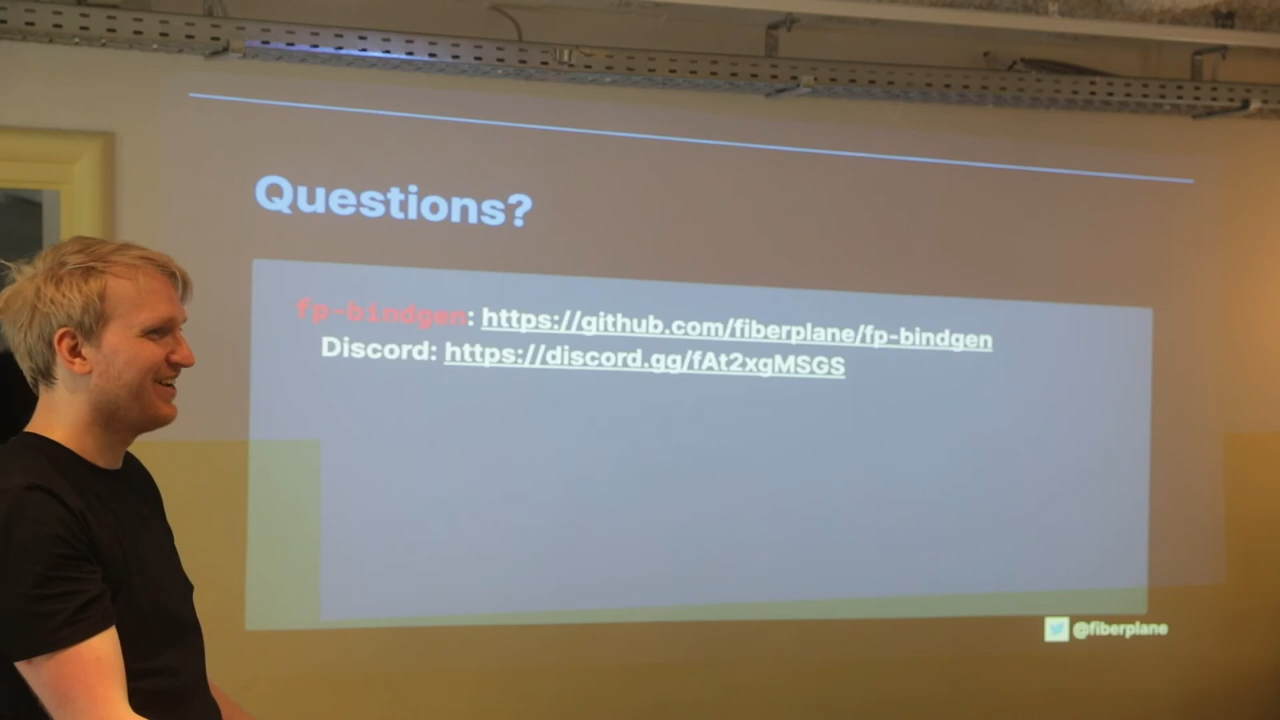 Questions?
fp-bindgen: https://github.com/fiberplane/fp-bindgen
Discord: https://discord.gg/fAt2xgMSGS
@fiberplane